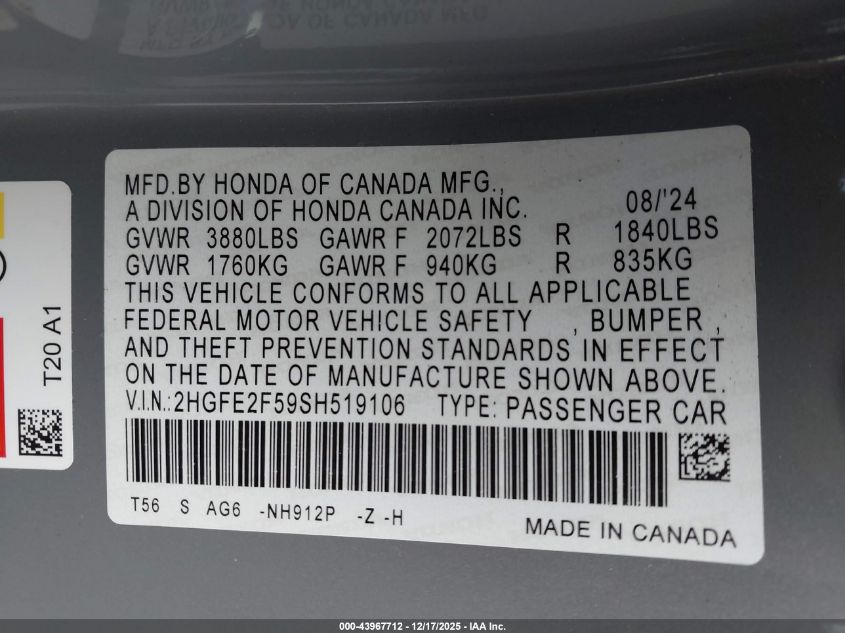 MFD.BY HONDA OF CANADA MFG.,
A DIVISION OF HONDA CANADA INC. 08/'24
GVWR 3880LBS GAWR F 2072LBS R 1840LBS
GVWR 1760KG GAWR F 940KG R 835KG
THIS VEHICLE CONFORMS TO ALL APPLICABLE
FEDERAL MOTOR VEHICLE SAFETY , BUMPER ,
AND THEFT PREVENTION STANDARDS IN EFFECT
ON THE DATE OF MANUFACTURE SHOWN ABOVE.
V.I.N.:2HGFE2F59SH519106 TYPE: PASSENGER CAR
T56 S AG6 -NH912P -Z -H
MADE IN CANADA
T20 A1
000-43967712 - 12/17/2025 - IAA Inc.